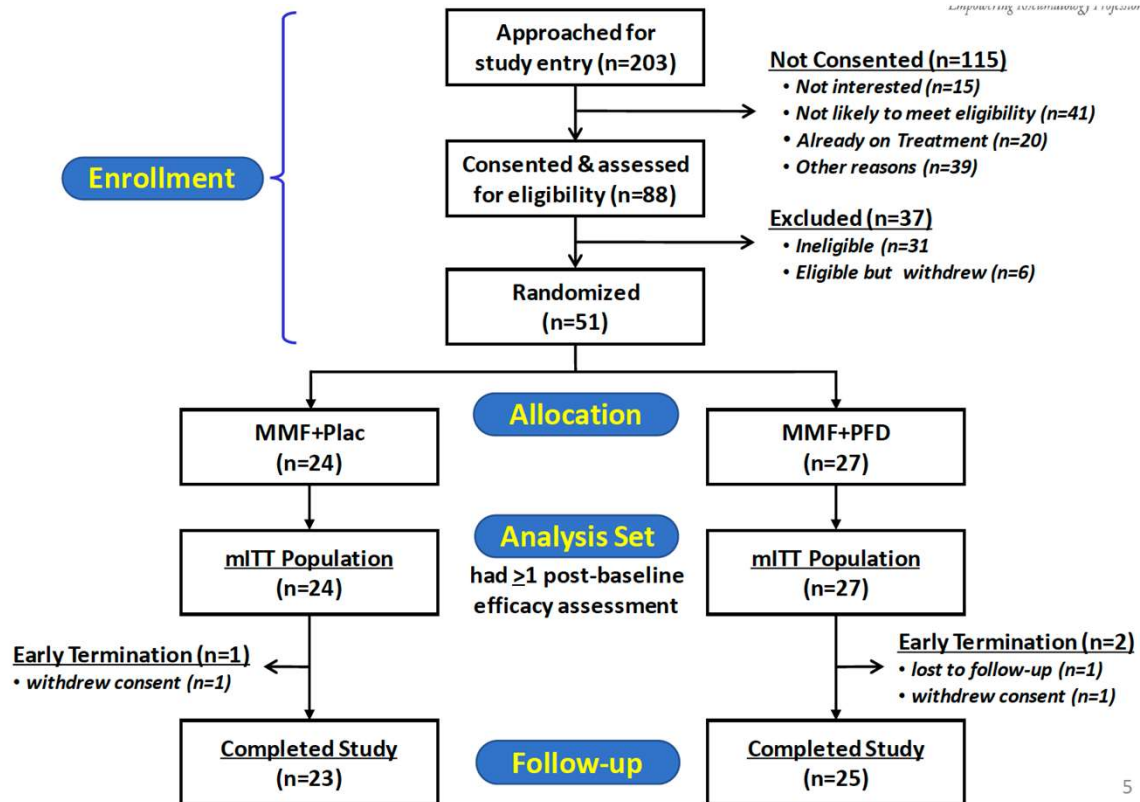 Empowering Rheumatology Profession
Approached for
study entry (n=203)
Not Consented (n=115)
• Not interested (n=15)
• Not likely to meet eligibility (n=41)
• Already on Treatment (n=20)
• Other reasons (n=39)
Enrollment
Consented & assessed
for eligibility (n=88)
Excluded (n=37)
• Ineligible (n=31
• Eligible but withdrew (n=6)
Randomized
(n=51)
Allocation
MMF+Plac
(n=24)
MMF+PFD
(n=27)
Analysis Set
had ≥1 post-baseline
efficacy assessment
mITT Population
(n=24)
mITT Population
(n=27)
Early Termination (n=1)
• withdrew consent (n=1)
Early Termination (n=2)
• lost to follow-up (n=1)
• withdrew consent (n=1)
Completed Study
(n=23)
Follow-up
Completed Study
(n=25)
5